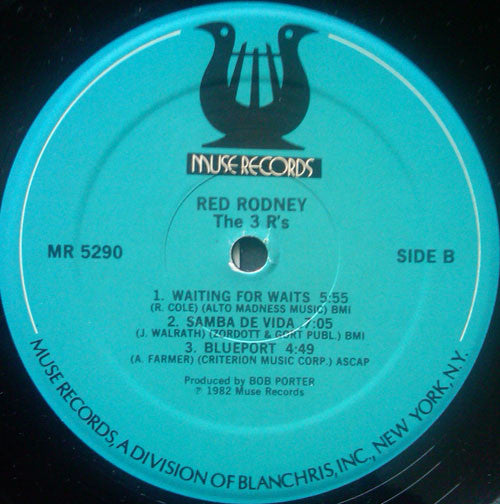 MUSE RECORDS
RED RODNEY
The 3 R's
MR 5290
SIDE B
1. WAITING FOR WAITS 5:55
(R. COLE) (ALTO MADNESS MUSIC) BMI
2. SAMBA DE VIDA 7:05
(J. WALRATH) (ZORDOTT & GORT PUBL.) BMI
3. BLUEPORT 4:49
(A. FARMER) (CRITERION MUSIC CORP.) ASCAP
Produced by BOB PORTER
℗ 1982 Muse Records
MUSE RECORDS, A DIVISION OF BLANCHRIS, INC., NEW YORK, N.Y.